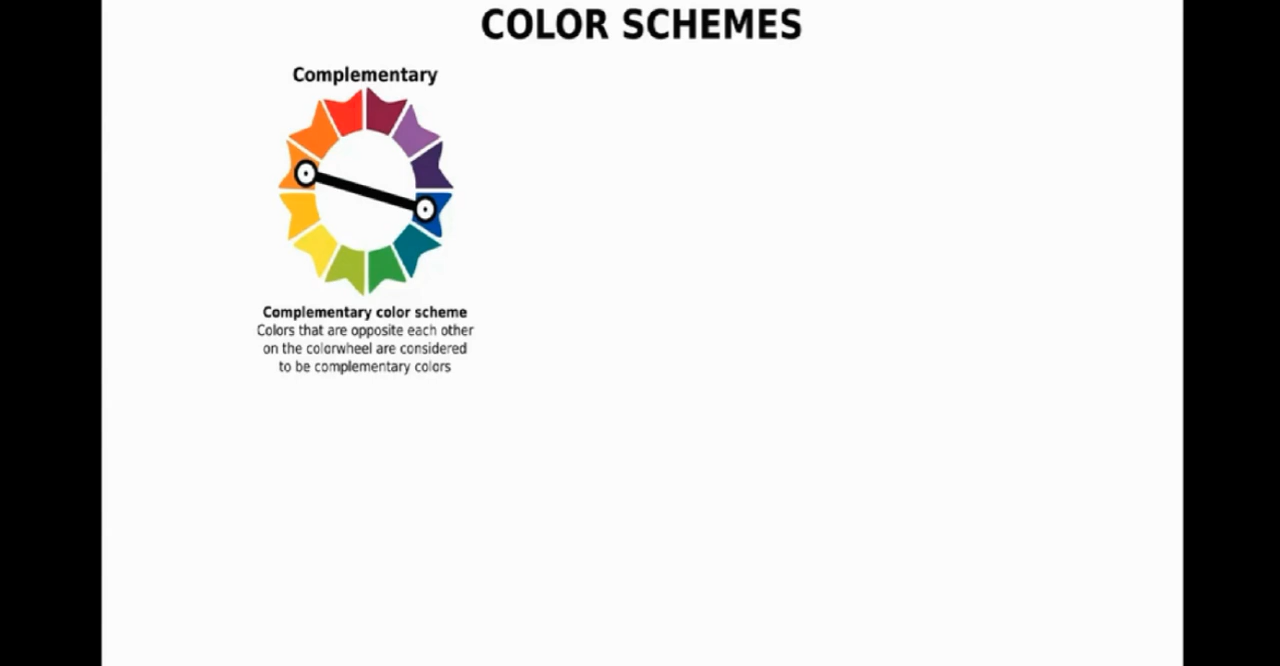 COLOR SCHEMES
Complementary
Complementary color scheme
Colors that are opposite each other
on the colorwheel are considered
to be complementary colors